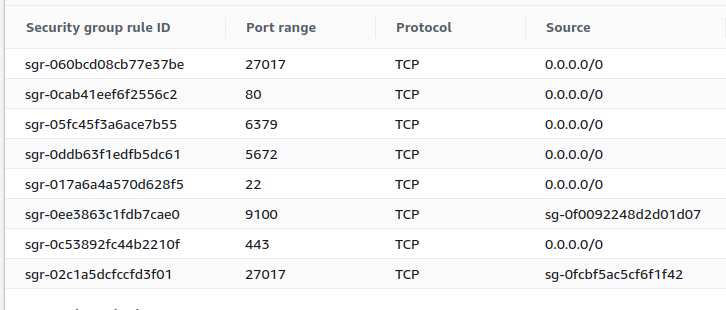 Security group rule ID Port range Protocol Source
sgr-060bcd08cb77e37be 27017 TCP 0.0.0.0/0
sgr-0cab41eef6f2556c2 80 TCP 0.0.0.0/0
sgr-05fc45f3a6ace7b55 6379 TCP 0.0.0.0/0
sgr-0ddb63f1edfb5dc61 5672 TCP 0.0.0.0/0
sgr-017a6a4a570d628f5 22 TCP 0.0.0.0/0
sgr-0ee3863c1fdb7cae0 9100 TCP sg-0f0092248d2d01d07
sgr-0c53892fc44b2210f 443 TCP 0.0.0.0/0
sgr-02c1a5dcfccfd3f01 27017 TCP sg-0fcbf5ac5cf6f1f42